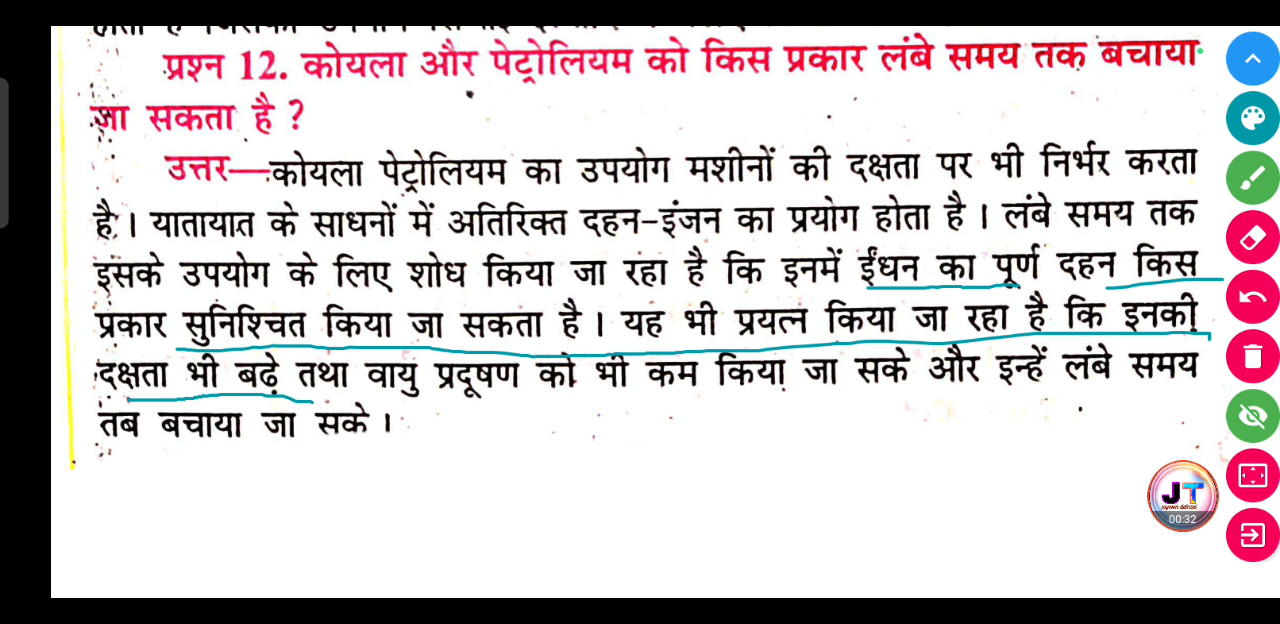 प्रश्न 12. कोयला और पेट्रोलियम को किस प्रकार लंबे समय तक बचाया
जा सकता है ?
उत्तर—कोयला पेट्रोलियम का उपयोग मशीनों की दक्षता पर भी निर्भर करता
है। यातायात के साधनों में अतिरिक्त दहन-इंजन का प्रयोग होता है। लंबे समय तक
इसके उपयोग के लिए शोध किया जा रहा है कि इनमें ईंधन का पूर्ण दहन किस
प्रकार सुनिश्चित किया जा सकता है। यह भी प्रयत्न किया जा रहा है कि इनकी
दक्षता भी बढ़े तथा वायु प्रदूषण को भी कम किया जा सके और इन्हें लंबे समय
तब बचाया जा सके।
JT
00:32